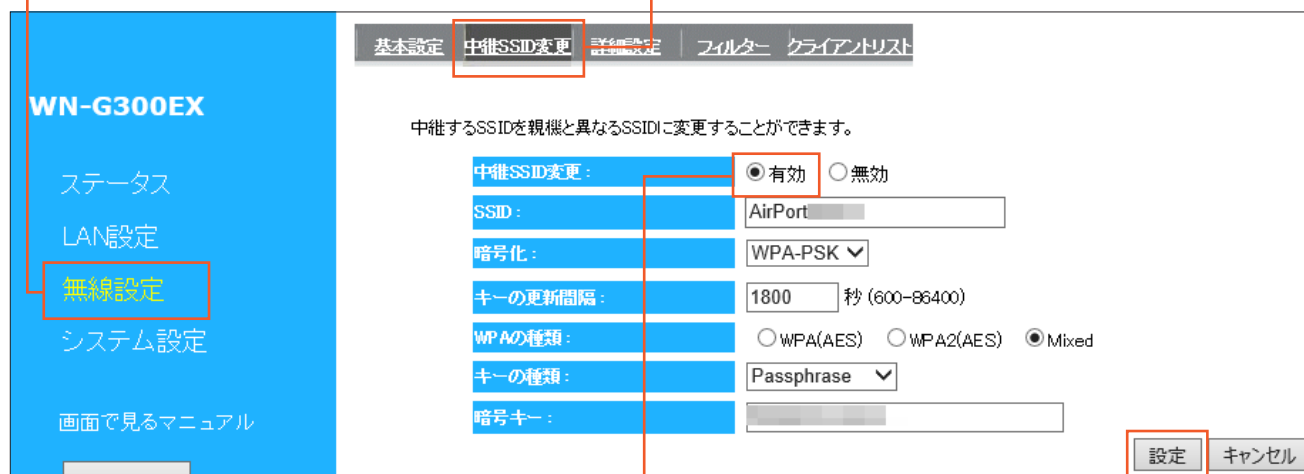 基本設定 中継SSID変更 詳細設定 フィルター クライアントリスト
WN-G300EX
ステータス
LAN設定
無線設定
システム設定
画面で見るマニュアル
中継するSSIDを親機と異なるSSIDに変更することができます。
中継SSID変更： 有効 無効
SSID： AirPort
暗号化： WPA-PSK
キーの更新間隔： 1800 秒 (600-86400)
WPAの種類： WPA(AES) WPA2(AES) Mixed
キーの種類： Passphrase
暗号キー：
設定 キャンセル